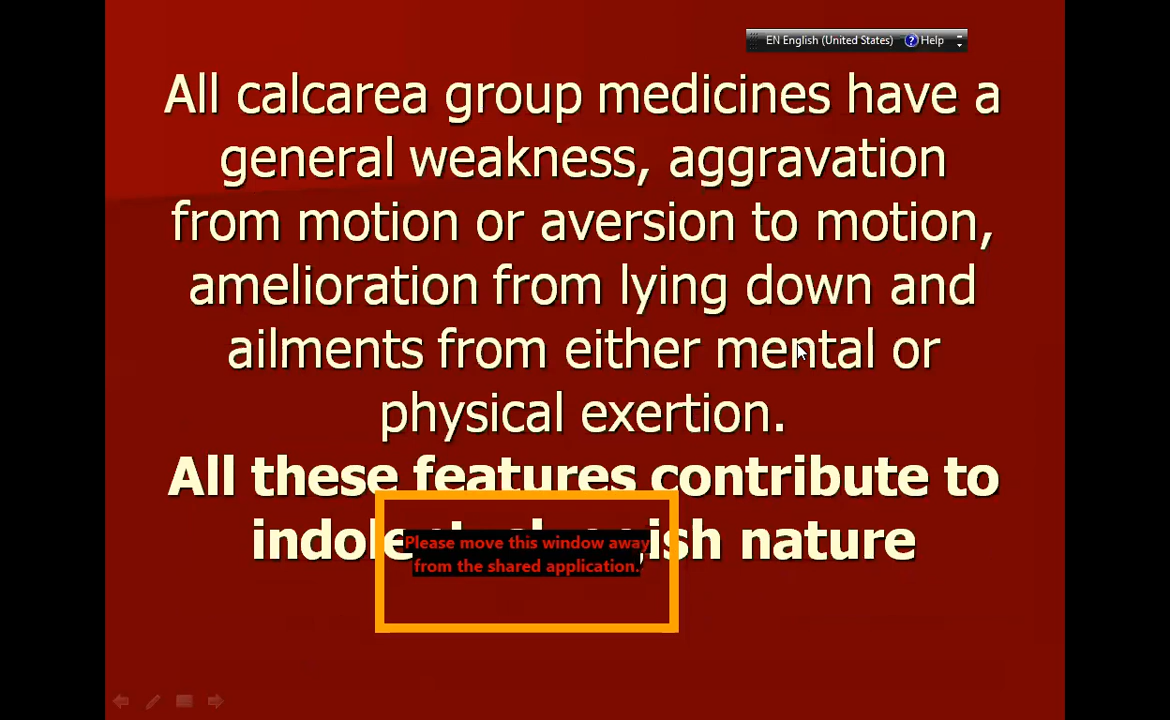 EN English (United States) Help
All calcarea group medicines have a
general weakness, aggravation
from motion or aversion to motion,
amelioration from lying down and
ailments from either mental or
physical exertion.
All these features contribute to
nature
Please move this window away
from the shared application.